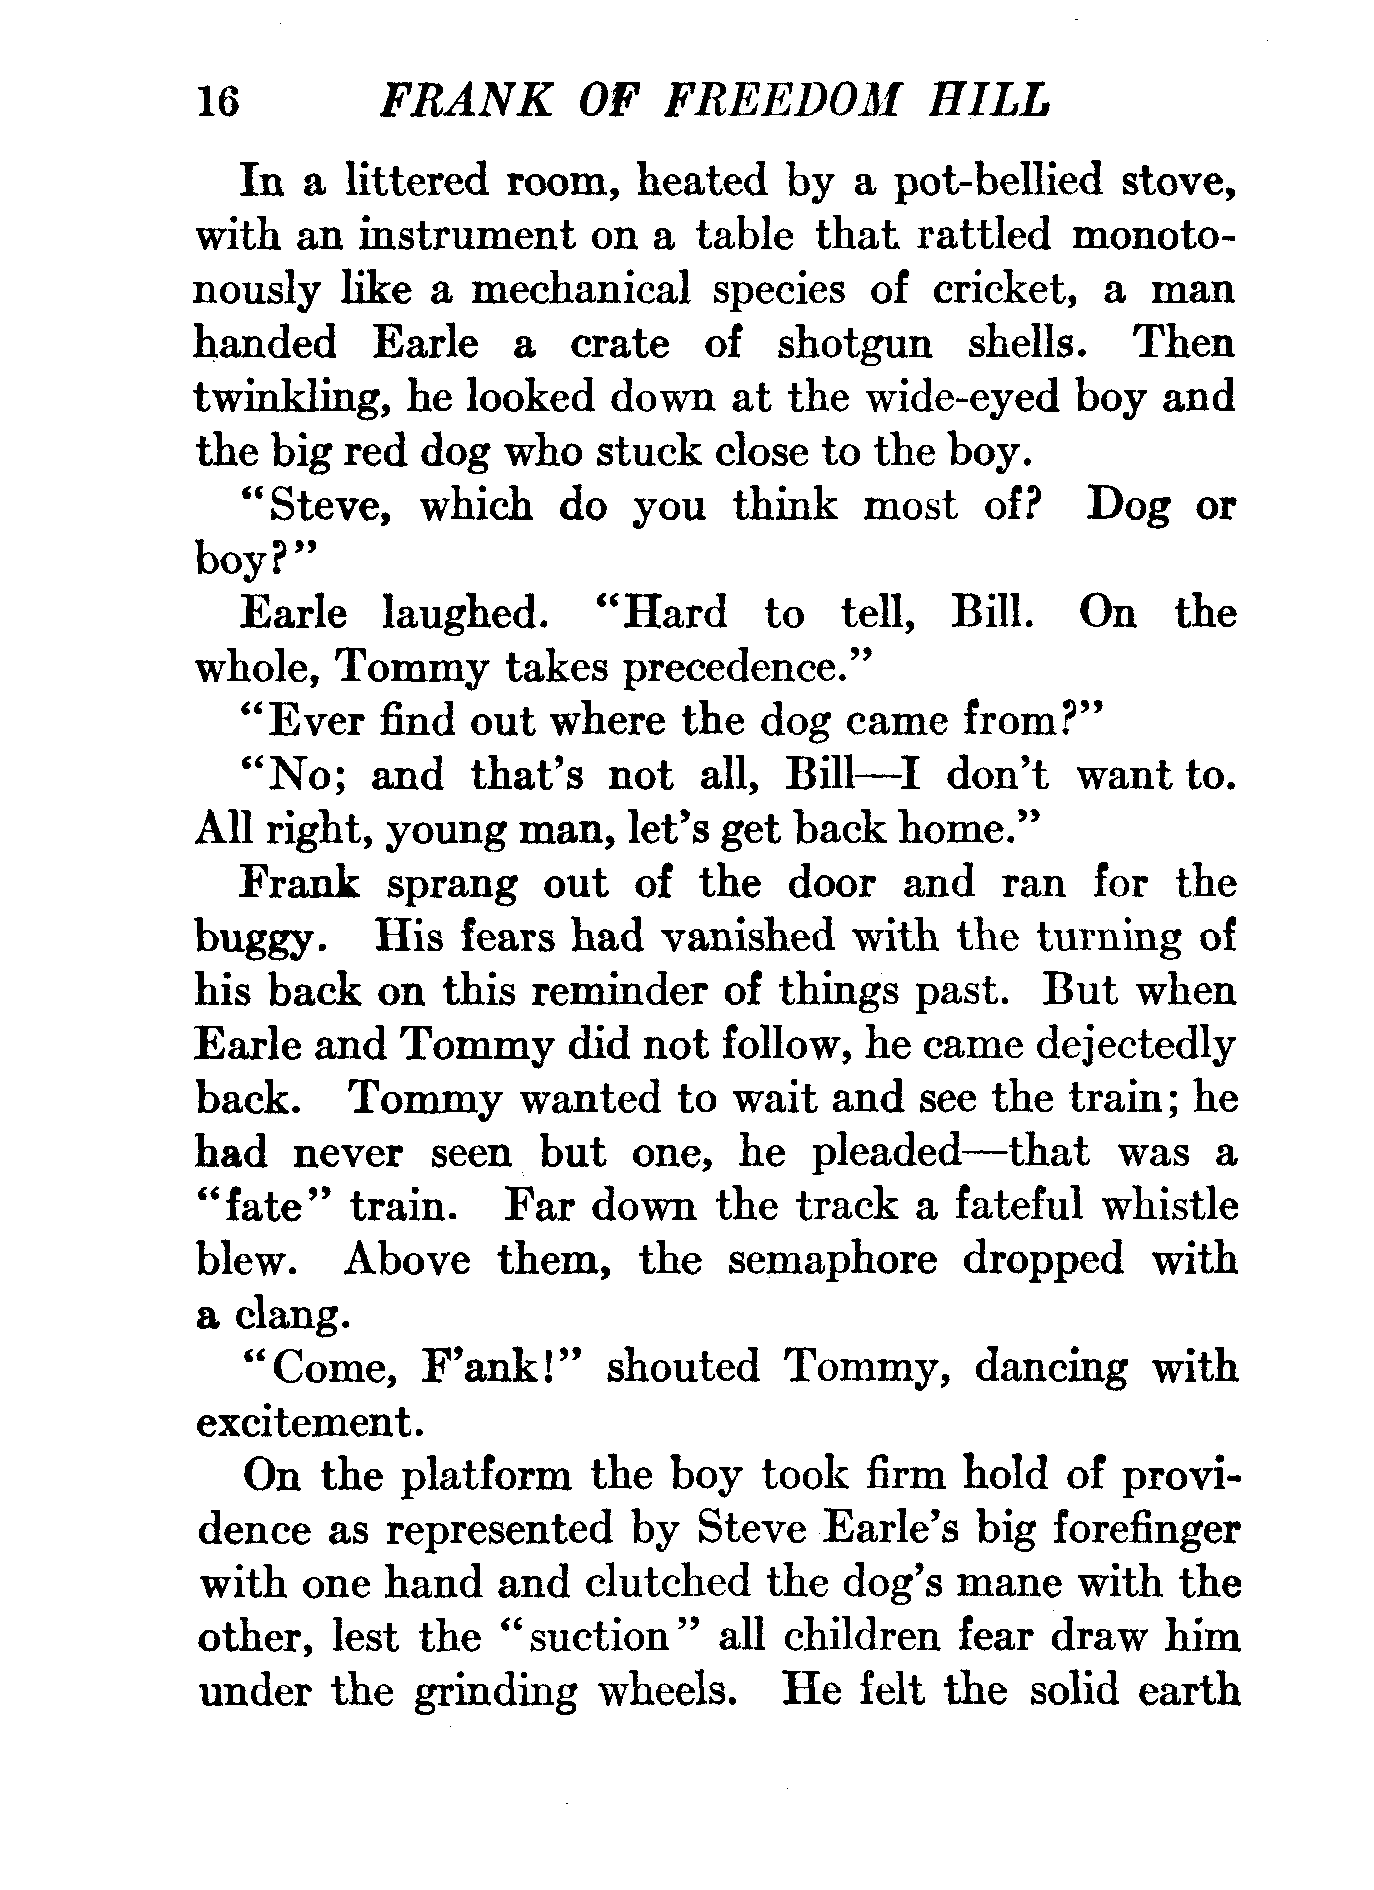 16 FRANK OF FREEDOM HILL
In a littered room, heated by a pot-bellied stove,
with an instrument on a table that rattled monoto-
nously like a mechanical species of cricket, a man
handed Earle a crate of shotgun shells. Then
twinkling, he looked down at the wide-eyed boy and
the big red dog who stuck close to the boy.
“Steve, which do you think most of? Dog or
boy?”
Earle laughed. “Hard to tell, Bill. On the
whole, Tommy takes precedence.”
“Ever find out where the dog came from?”
“No; and that’s not all, Bill—I don’t want to.
All right, young man, let’s get back home.”
Frank sprang out of the door and ran for the
buggy. His fears had vanished with the turning of
his back on this reminder of things past. But when
Earle and Tommy did not follow, he came dejectedly
back. Tommy wanted to wait and see the train; he
had never seen but one, he pleaded—that was a
“fate” train. Far down the track a fateful whistle
blew. Above them, the semaphore dropped with
a clang.
“Come, F’ank!” shouted Tommy, dancing with
excitement.
On the platform the boy took firm hold of provi-
dence as represented by Steve Earle’s big forefinger
with one hand and clutched the dog’s mane with the
other, lest the “suction” all children fear draw him
under the grinding wheels. He felt the solid earth